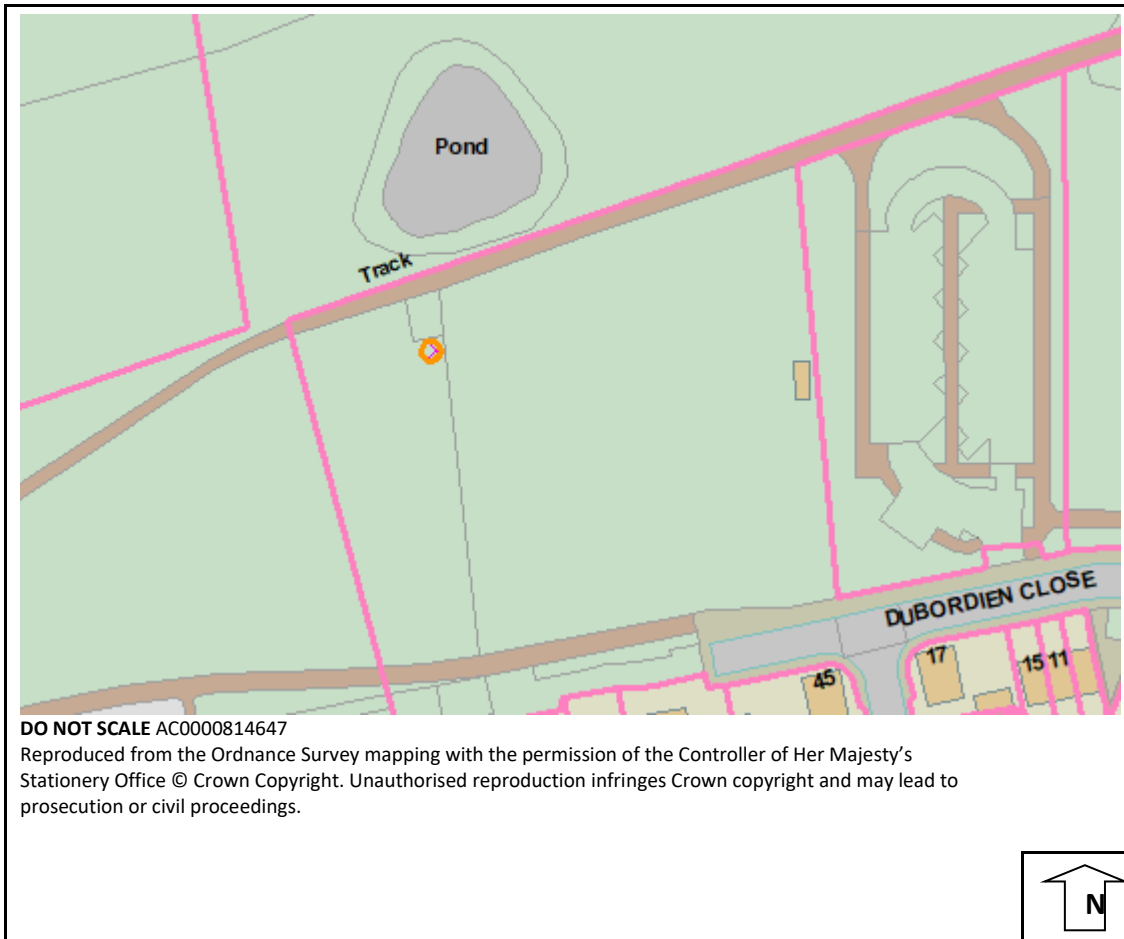 Pond
Track
DUBORDIEN CLOSE
17
15 11
45
DO NOT SCALE AC0000814647
Reproduced from the Ordnance Survey mapping with the permission of the Controller of Her Majesty's
Stationery Office © Crown Copyright. Unauthorised reproduction infringes Crown copyright and may lead to
prosecution or civil proceedings.
N